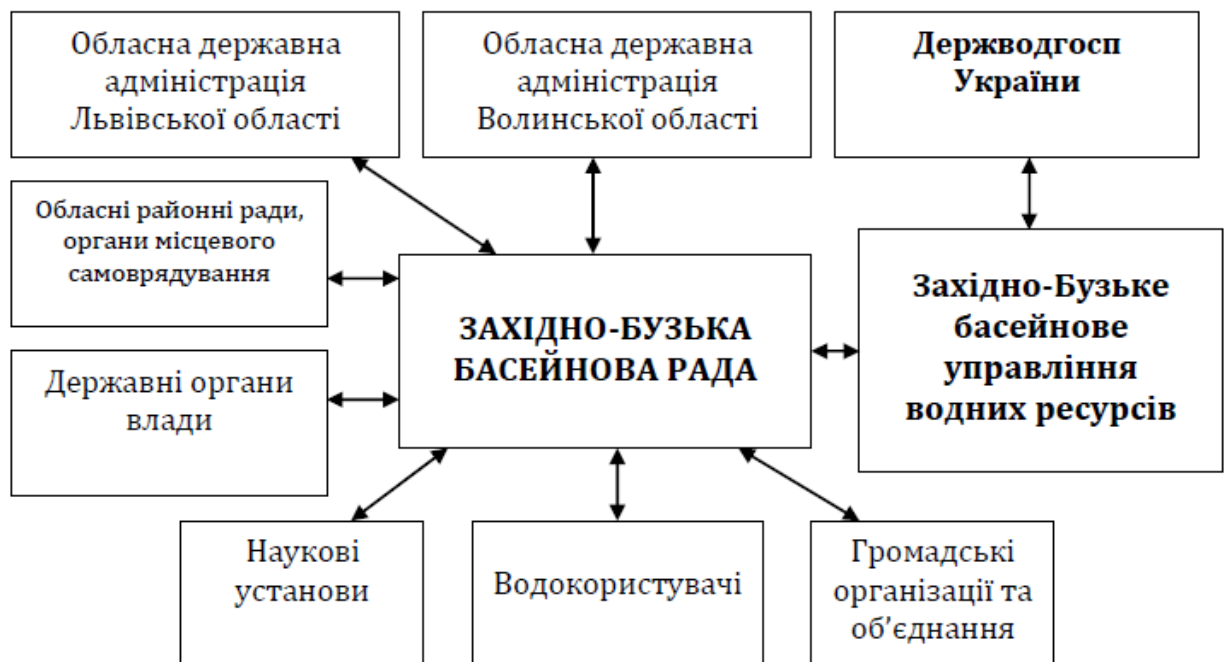 Обласна державна
адміністрація
Львівської області
Обласна державна
адміністрація
Волинської області
Держводгосп
України
Обласні районні ради,
органи місцевого
самоврядування
ЗАХІДНО-БУЗЬКА
БАСЕЙНОВА РАДА
Західно-Бузьке
басейнове
управління
водних ресурсів
Державні органи
влади
Наукові
установи
Водокористувачі
Громадські
організації та
об’єднання